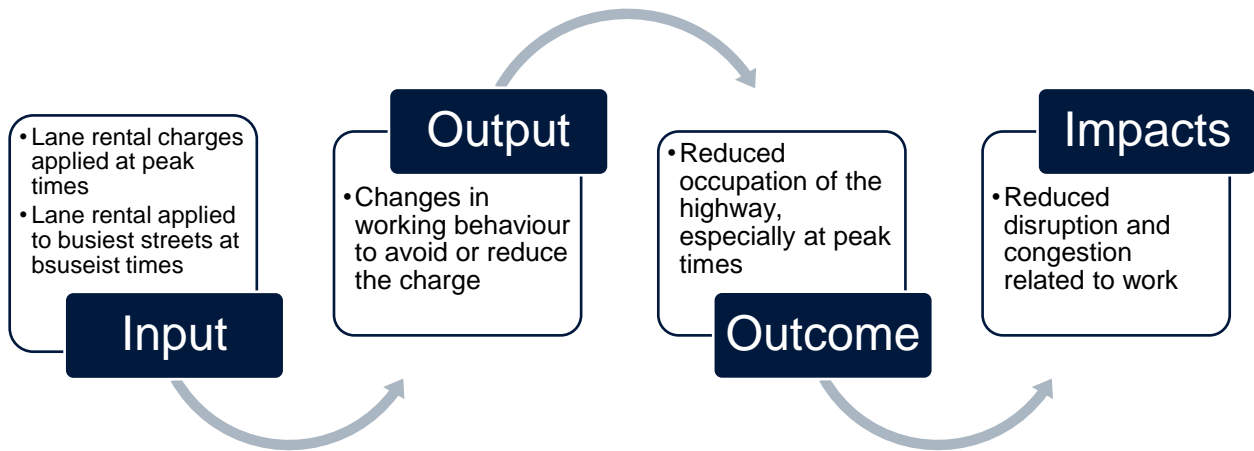 •Lane rental charges
applied at peak
times
•Lane rental applied
to busiest streets at
bsuseist times
Input
Output
•Changes in
working behaviour
to avoid or reduce
the charge
•Reduced
occupation of the
highway,
especially at peak
times
Outcome
Impacts
•Reduced
disruption and
congestion
related to work